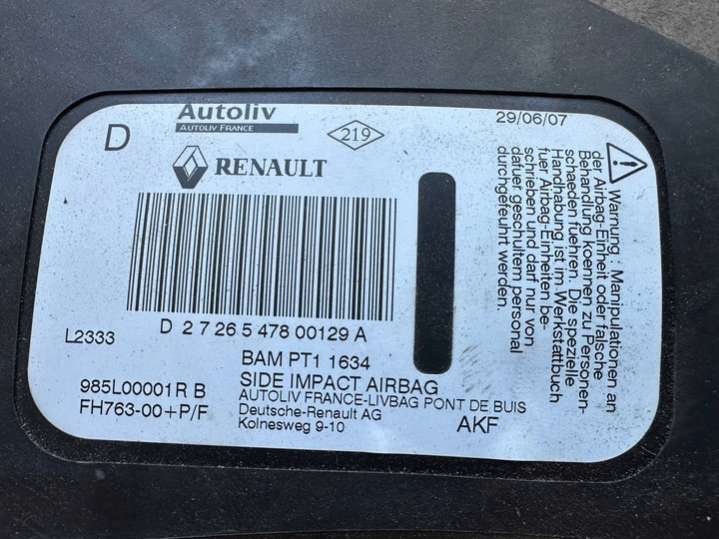 D
Autoliv
AUTOLIV FRANCE
219
29/06/07
RENAULT
D 2 7 26 5 478 00129 A
L2333
BAM PT1 1634
985L00001R B
SIDE IMPACT AIRBAG
FH763-00+P/F
AUTOLIV FRANCE-LIVBAG PONT DE BUIS
Deutsche-Renault AG
Kolnesweg 9-10
AKF
Warnung : Manipulationen an
der Airbag-Einheit oder falsche
Behandlung koennen zu Personen-
schaeden fuehren. Die spezielle
Handhabung ist im Werkstattbuch
fuer Airbag-Einheiten be-
schrieben und darf nur von
dafuer geschultem personal
durchgefeuhrt werden.